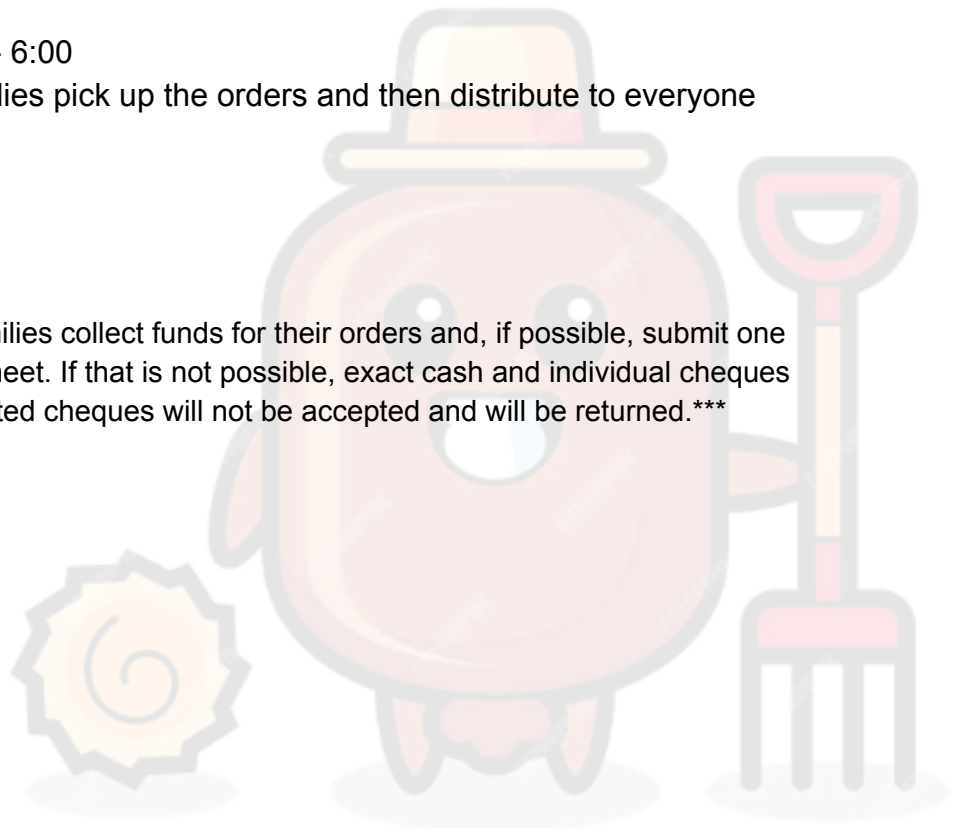 - 6:00
lies pick up the orders and then distribute to everyone
nilies collect funds for their orders and, if possible, submit one
heet. If that is not possible, exact cash and individual cheques
ted cheques will not be accepted and will be returned.***